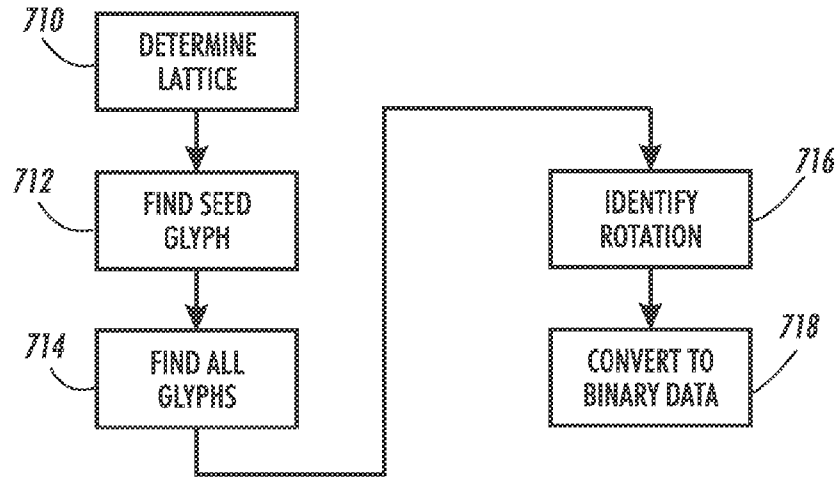 710
DETERMINE
LATTICE
712
FIND SEED
GLYPH
714
FIND ALL
GLYPHS
716
IDENTIFY
ROTATION
718
CONVERT TO
BINARY DATA